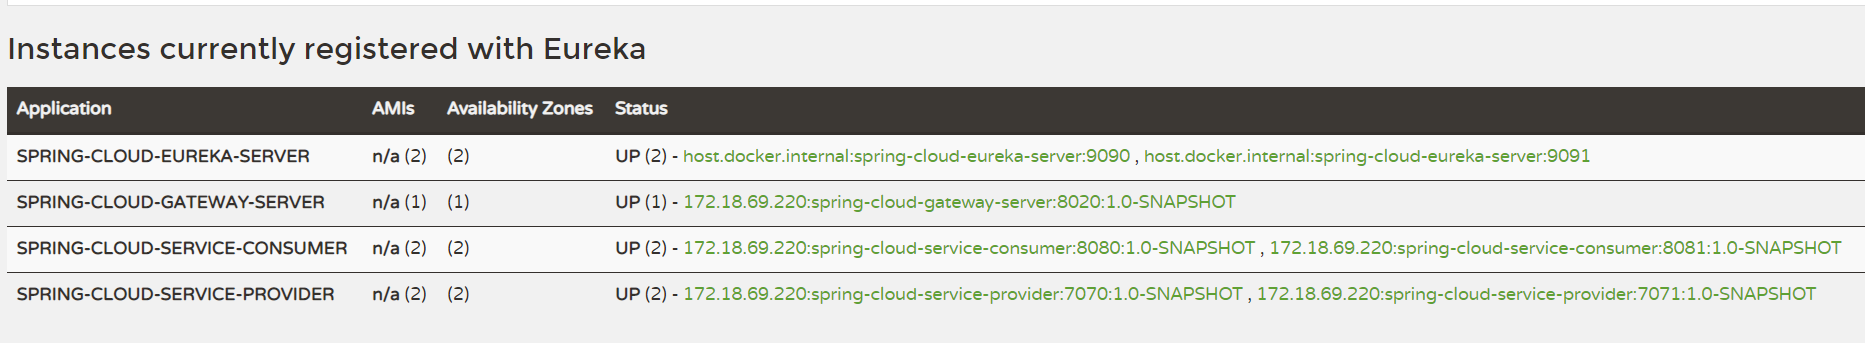 Instances currently registered with Eureka
Application AMIs Availability Zones Status
SPRING-CLOUD-EUREKA-SERVER n/a (2) (2) UP (2) - host.docker.internal:spring-cloud-eureka-server:9090 , host.docker.internal:spring-cloud-eureka-server:9091
SPRING-CLOUD-GATEWAY-SERVER n/a (1) (1) UP (1) - 172.18.69.220:spring-cloud-gateway-server:8020:1.0-SNAPSHOT
SPRING-CLOUD-SERVICE-CONSUMER n/a (2) (2) UP (2) - 172.18.69.220:spring-cloud-service-consumer:8080:1.0-SNAPSHOT , 172.18.69.220:spring-cloud-service-consumer:8081:1.0-SNAPSHOT
SPRING-CLOUD-SERVICE-PROVIDER n/a (2) (2) UP (2) - 172.18.69.220:spring-cloud-service-provider:7070:1.0-SNAPSHOT , 172.18.69.220:spring-cloud-service-provider:7071:1.0-SNAPSHOT